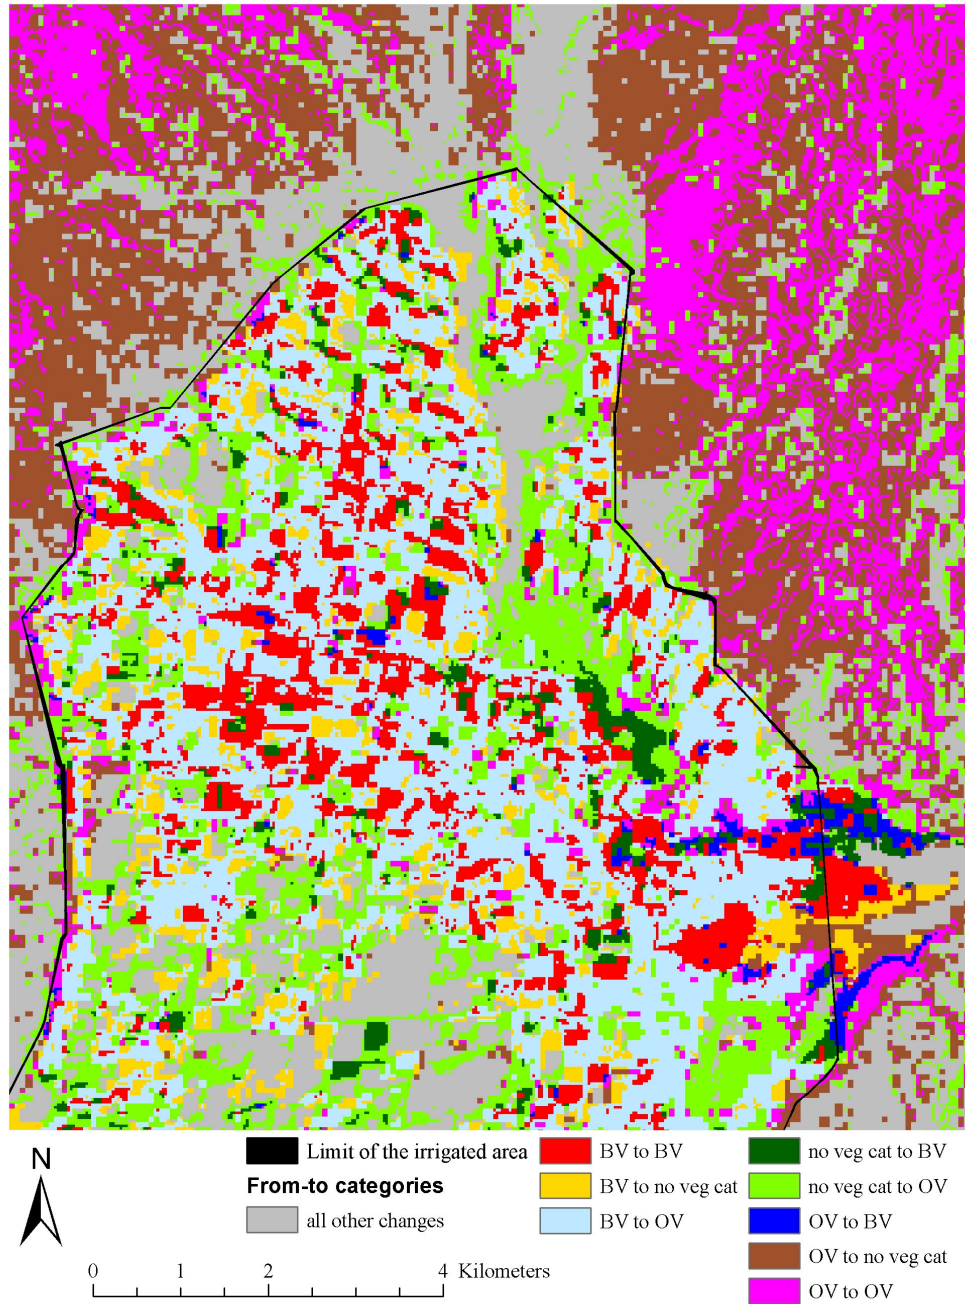 Limit of the irrigated area
From-to categories
all other changes
BV to BV
BV to no veg cat
BV to OV
no veg cat to BV
no veg cat to OV
OV to BV
OV to no veg cat
OV to OV
N
0 1 2 4 Kilometers